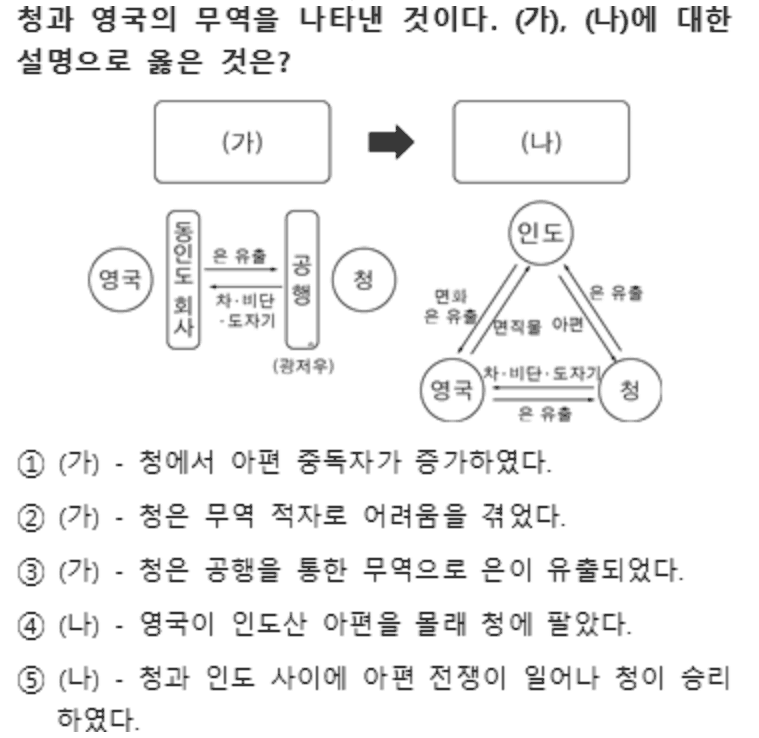 청과 영국의 무역을 나타낸 것이다. (가), (나)에 대한
설명으로 옳은 것은?
(가)
(나)
영국
동인도 회사
은 유출
차·비단
·도자기
공행
청
(광저우)
인도
면화
은 유출
면직물
아편
은 유출
영국
차·비단·도자기
은 유출
청
① (가) - 청에서 아편 중독자가 증가하였다.
② (가) - 청은 무역 적자로 어려움을 겪었다.
③ (가) - 청은 공행을 통한 무역으로 은이 유출되었다.
④ (나) - 영국이 인도산 아편을 몰래 청에 팔았다.
⑤ (나) - 청과 인도 사이에 아편 전쟁이 일어나 청이 승리
하였다.